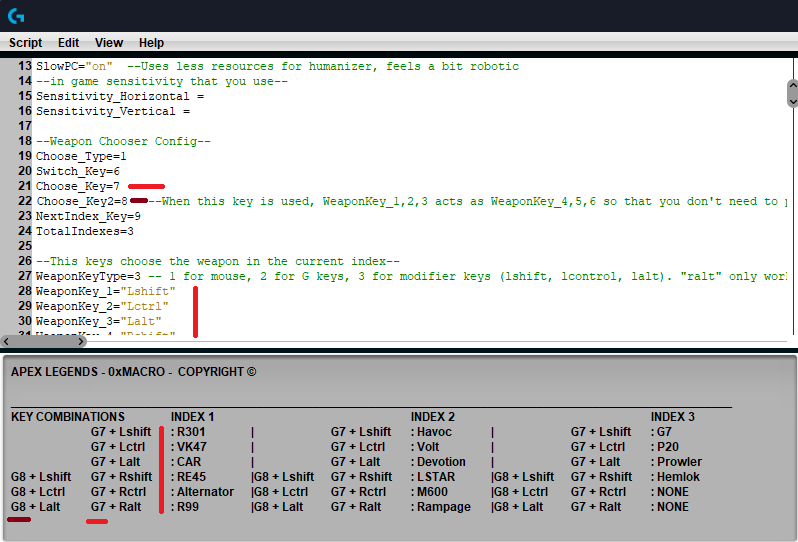 Script Edit View Help
13 SlowPC="on" --Uses less resources for humanizer, feels a bit robotic
14 --in game sensitivity that you use--
15 Sensitivity_Horizontal =
16 Sensitivity_Vertical =
17
18 --Weapon Chooser Config--
19 Choose_Type=1
20 Switch_Key=6
21 Choose_Key=7
22 Choose_Key2=8 --When this key is used, WeaponKey_1,2,3 acts as WeaponKey_4,5,6 so that you don't need to
23 NextIndex_Key=9
24 TotalIndexes=3
25
26 --This keys choose the weapon in the current index--
27 WeaponKeyType=3 -- 1 for mouse, 2 for G keys, 3 for modifier keys (lshift, lcontrol, lalt). "ralt" only
28 WeaponKey_1="Lshift"
29 WeaponKey_2="Lctrl"
30 WeaponKey_3="Lalt"
APEX LEGENDS - 0xMACRO - COPYRIGHT ©
KEY COMBINATIONS INDEX 1 INDEX 2 INDEX 3
G7 + Lshift : R301 | G7 + Lshift : Havoc | G7 + Lshift : G7
G7 + Lctrl : VK47 | G7 + Lctrl : Volt | G7 + Lctrl : P20
G7 + Lalt : CAR | G7 + Lalt : Devotion | G7 + Lalt : Prowler
G8 + Lshift G7 + Rshift : RE45 |G8 + Lshift G7 + Rshift : LSTAR |G8 + Lshift G7 + Rshift : Hemlok
G8 + Lctrl G7 + Rctrl : Alternator |G8 + Lctrl G7 + Rctrl : M600 |G8 + Lctrl G7 + Rctrl : NONE
G8 + Lalt G7 + Ralt : R99 |G8 + Lalt G7 + Ralt : Rampage |G8 + Lalt G7 + Ralt : NONE